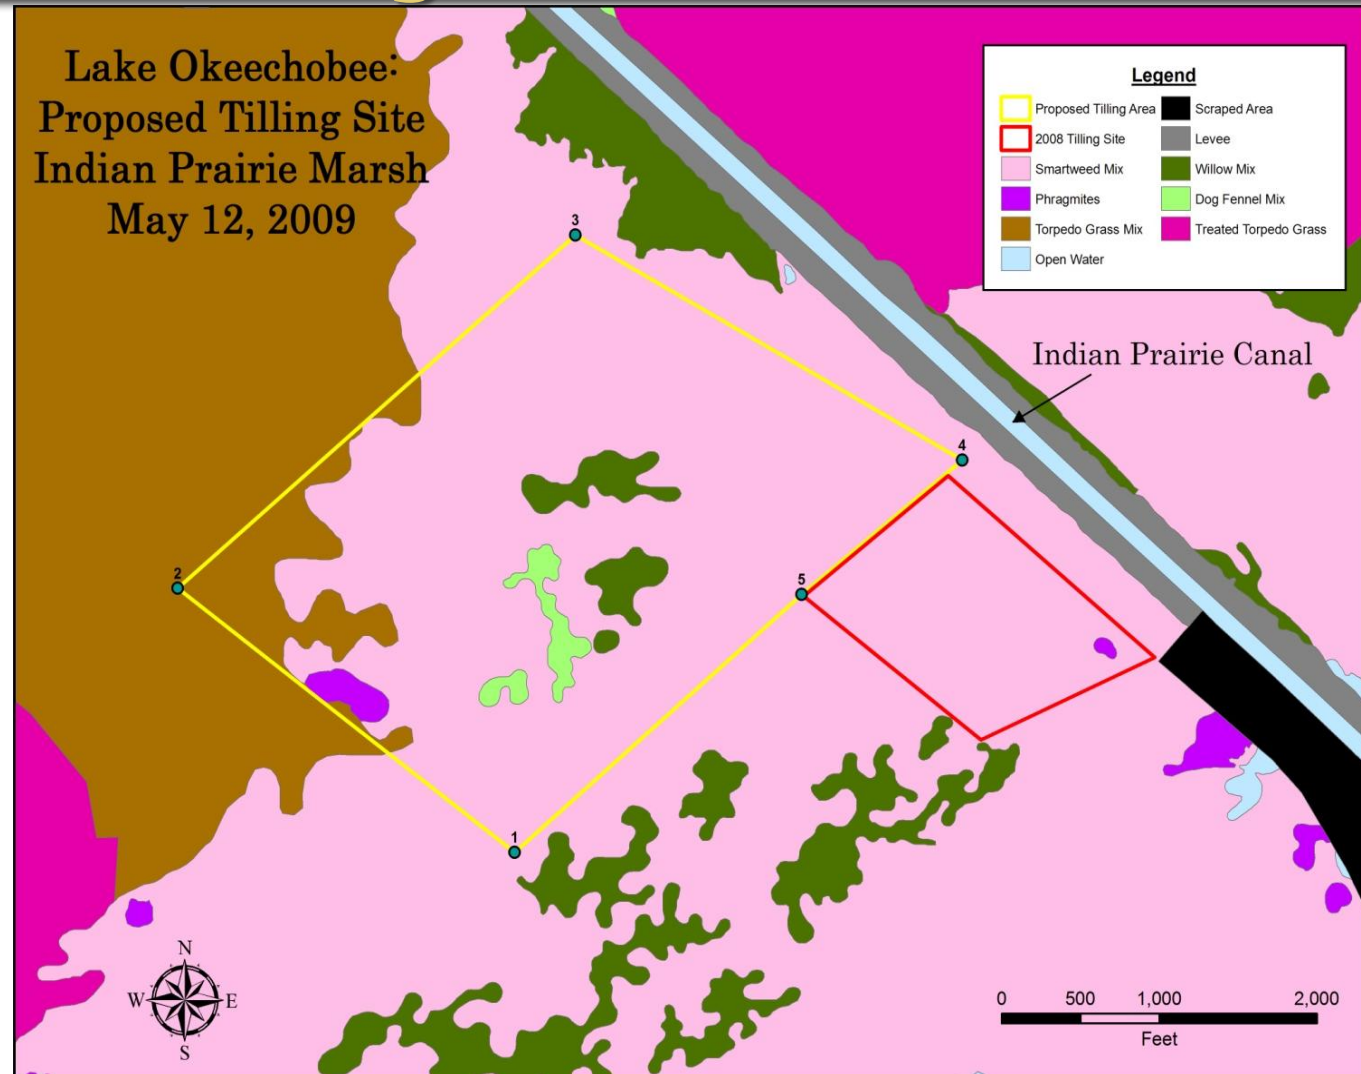 Lake Okeechobee:
Proposed Tilling Site
Indian Prairie Marsh
May 12, 2009
Legend
Proposed Tilling Area
Scraped Area
2008 Tilling Site
Levee
Smartweed Mix
Willow Mix
Phragmites
Dog Fennel Mix
Torpedo Grass Mix
Treated Torpedo Grass
Open Water
3
Indian Prairie Canal
4
2
5
1
N
W E
S
0 500 1,000 2,000
Feet